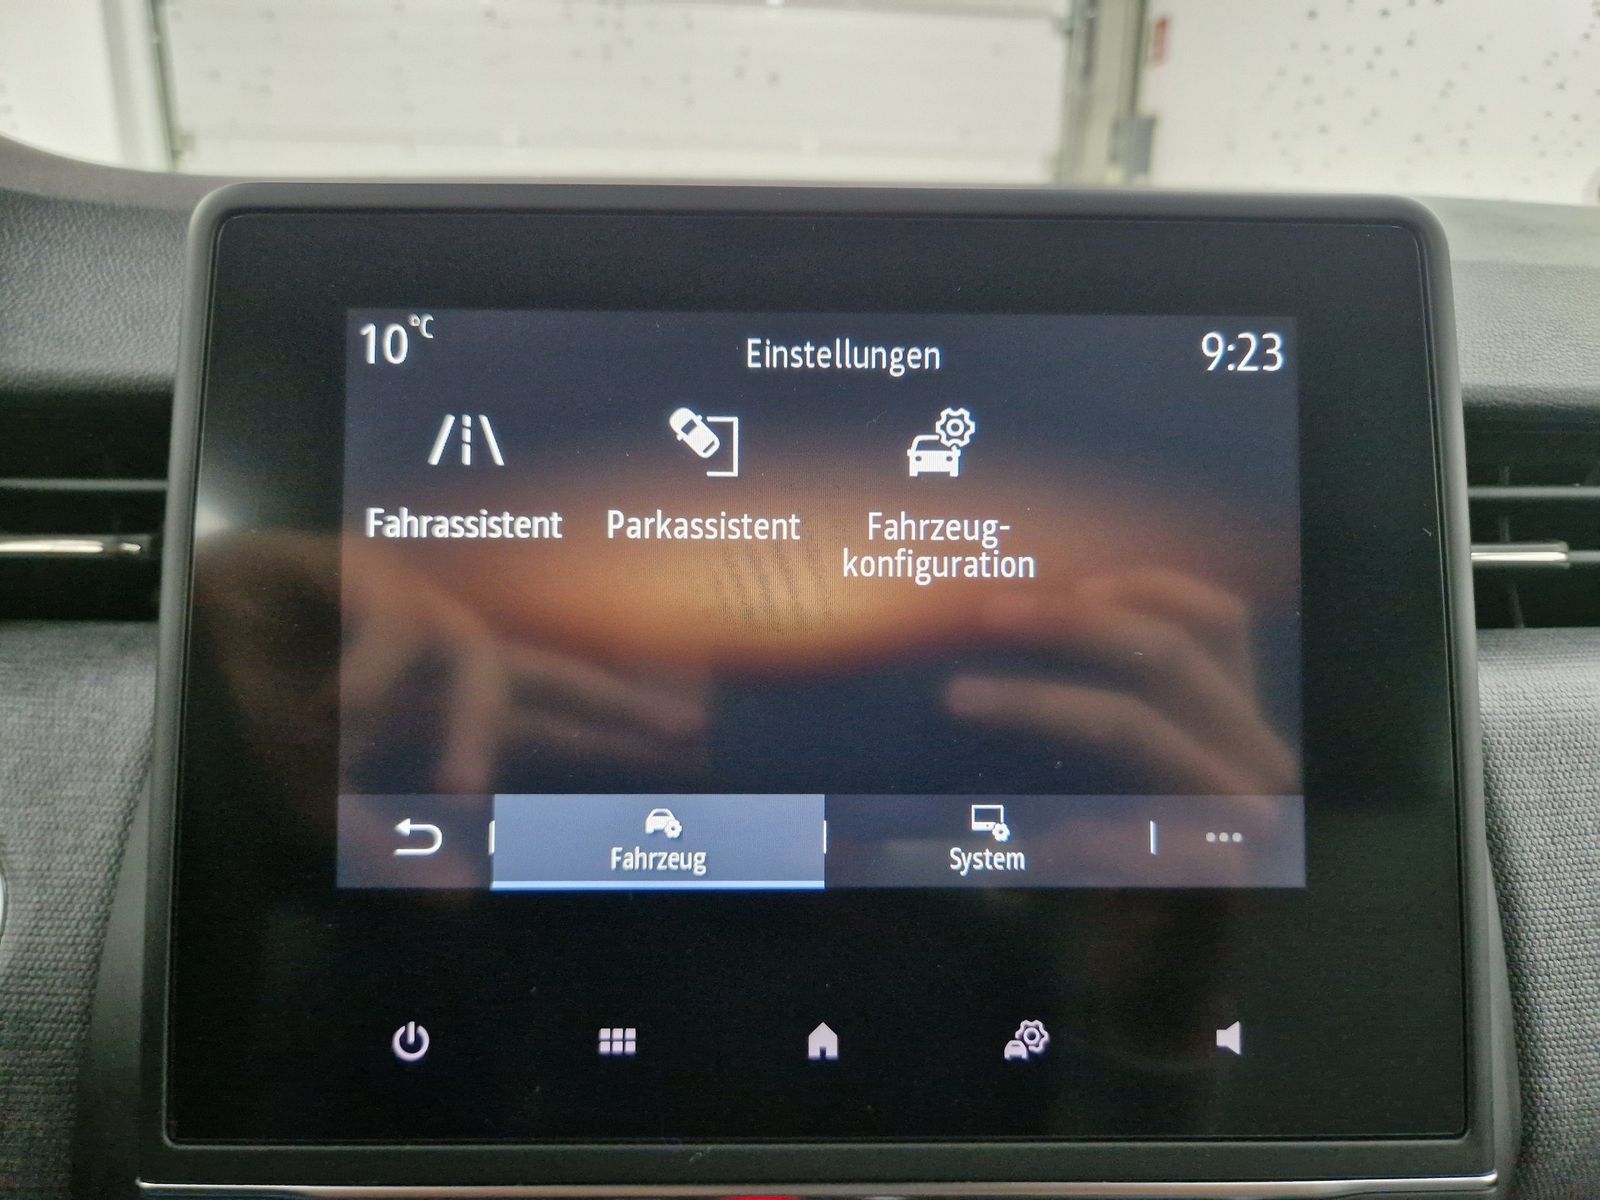 10 °C
Einstellungen
9:23
Fahrassistent
Parkassistent
Fahrzeug-
konfiguration
Fahrzeug
System